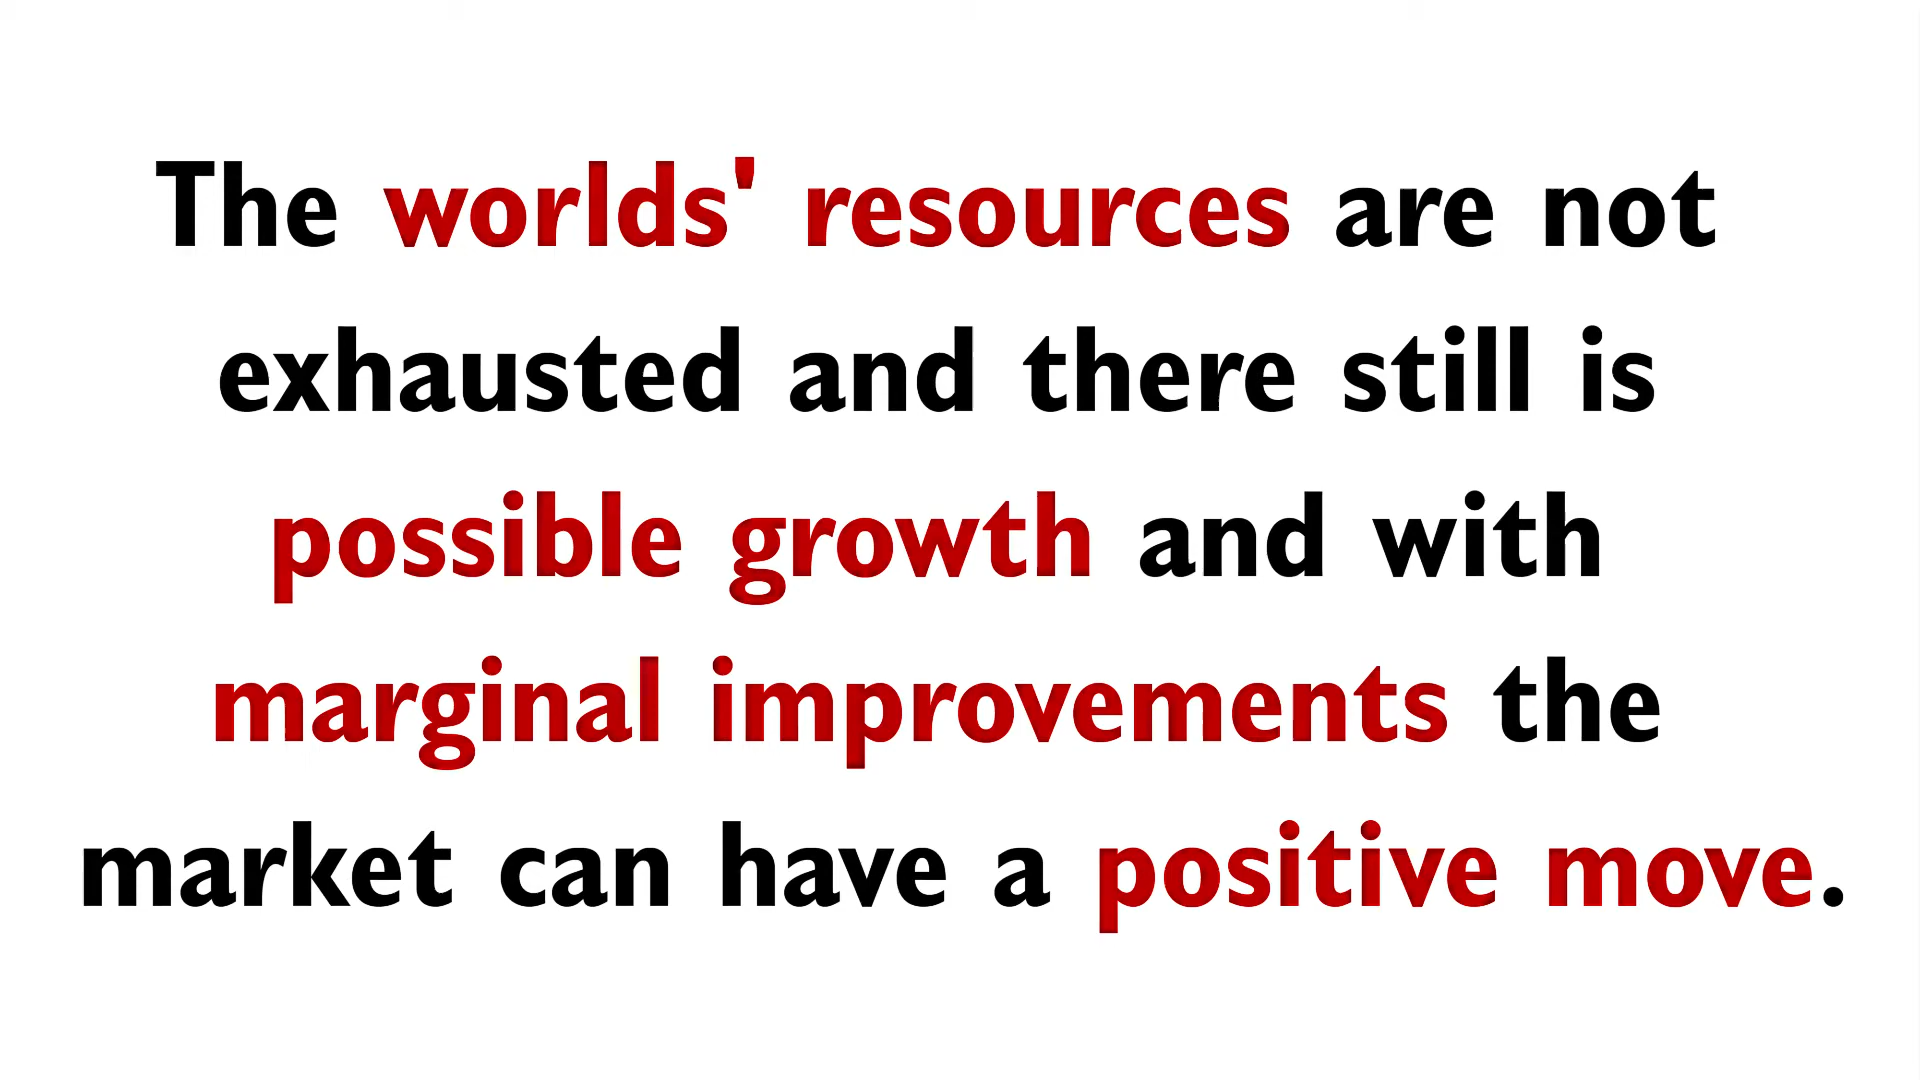 The worlds' resources are not
exhausted and there still is
possible growth and with
marginal improvements the
market can have a positive move.